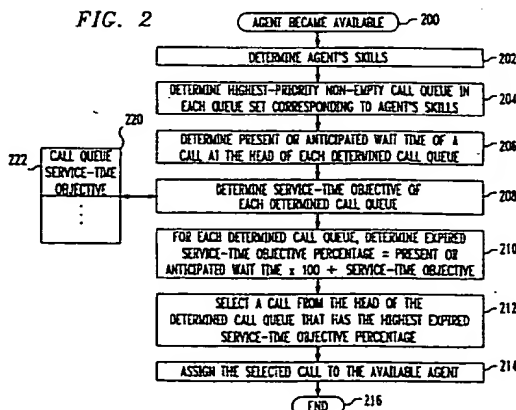 FIG. 2
AGENT BECAME AVAILABLE
200
DETERMINE AGENT'S SKILLS
202
DETERMINE HIGHEST-PRIORITY NON-EMPTY CALL QUEUE IN
EACH QUEUE SET CORRESPONDING TO AGENT'S SKILLS
204
DETERMINE PRESENT OR ANTICIPATED WAIT TIME OF A
CALL AT THE HEAD OF EACH DETERMINED CALL QUEUE
206
220
222
CALL QUEUE
SERVICE-TIME
OBJECTIVE
DETERMINE SERVICE-TIME OBJECTIVE OF
EACH DETERMINED CALL QUEUE
208
FOR EACH DETERMINED CALL QUEUE, DETERMINE EXPIRED
SERVICE-TIME OBJECTIVE PERCENTAGE = PRESENT OR
ANTICIPATED WAIT TIME x 100 ÷ SERVICE-TIME OBJECTIVE
210
SELECT A CALL FROM THE HEAD OF THE
DETERMINED CALL QUEUE THAT HAS THE HIGHEST EXPIRED
SERVICE-TIME OBJECTIVE PERCENTAGE
212
ASSIGN THE SELECTED CALL TO THE AVAILABLE AGENT
214
END
216